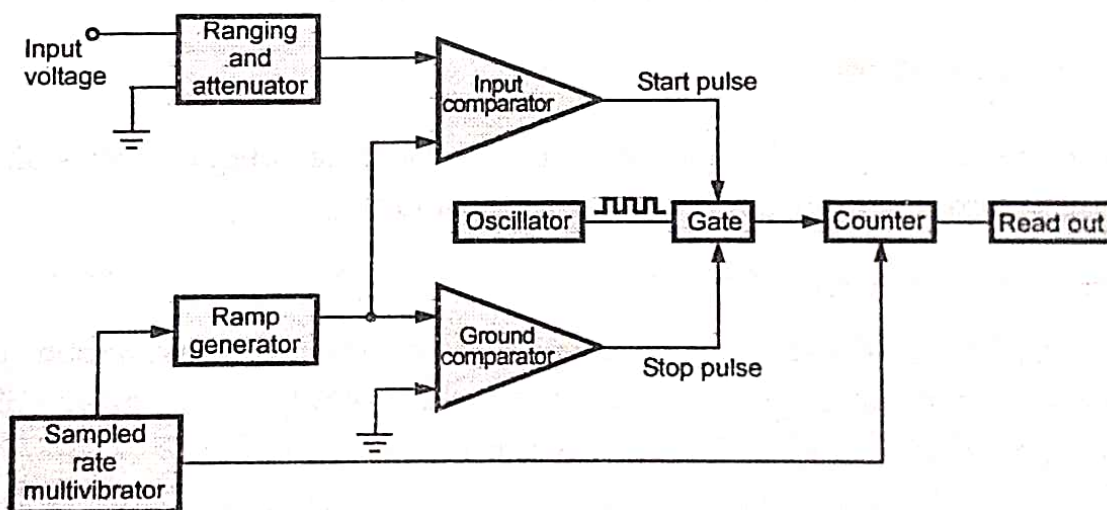 Input
voltage
Ranging
and
attenuator
Input
comparator
Start pulse
Oscillator
Gate
Counter
Read out
Ramp
generator
Ground
comparator
Stop pulse
Sampled
rate
multivibrator